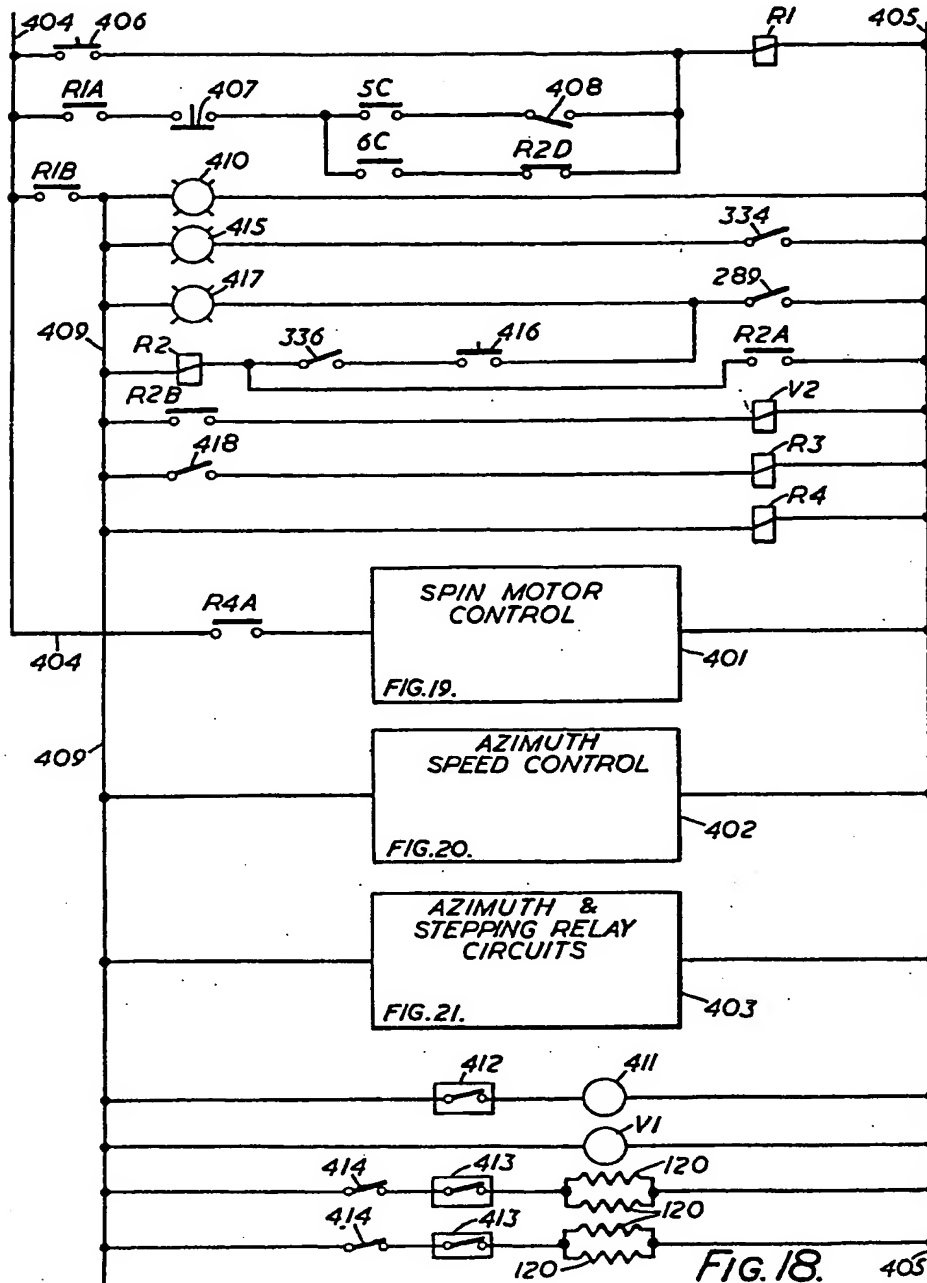 404 406 R1 405
R1A 407 5C 408
6C R2D
R1B 410
415 334
417 289
409 R2 336 416 R2A
R2B V2
418 R3
R4
R4A SPIN MOTOR
CONTROL
404 401
FIG.19.
409 AZIMUTH
SPEED CONTROL
402
FIG.20.
AZIMUTH &
STEPPING RELAY
CIRCUITS
403
FIG.21.
412 411
V1
414 413 120
414 413 120
120 FIG.18. 405